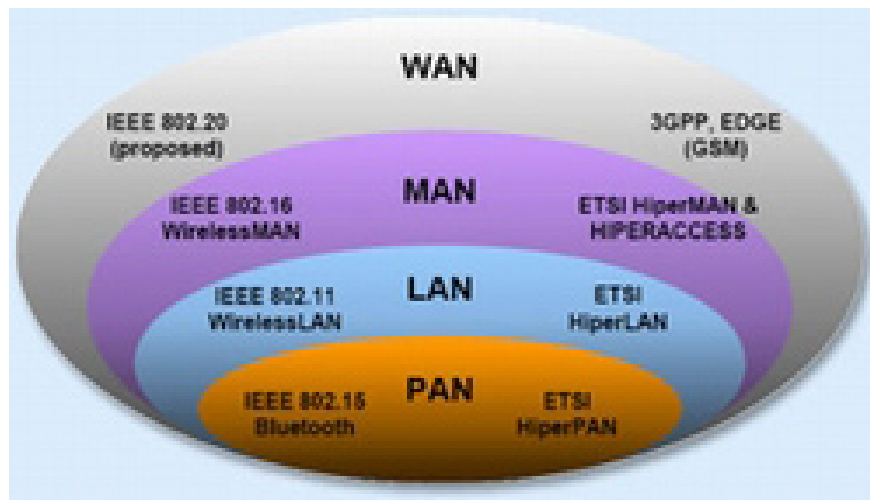 WAN
IEEE 802.20
(proposed)
3GPP, EDGE
(GSM)
MAN
IEEE 802.16
WirelessMAN
ETSI HiperMAN &
HIPERACCESS
LAN
IEEE 802.11
WirelessLAN
ETSI
HiperLAN
PAN
IEEE 802.15
Bluetooth
ETSI
HiperPAN